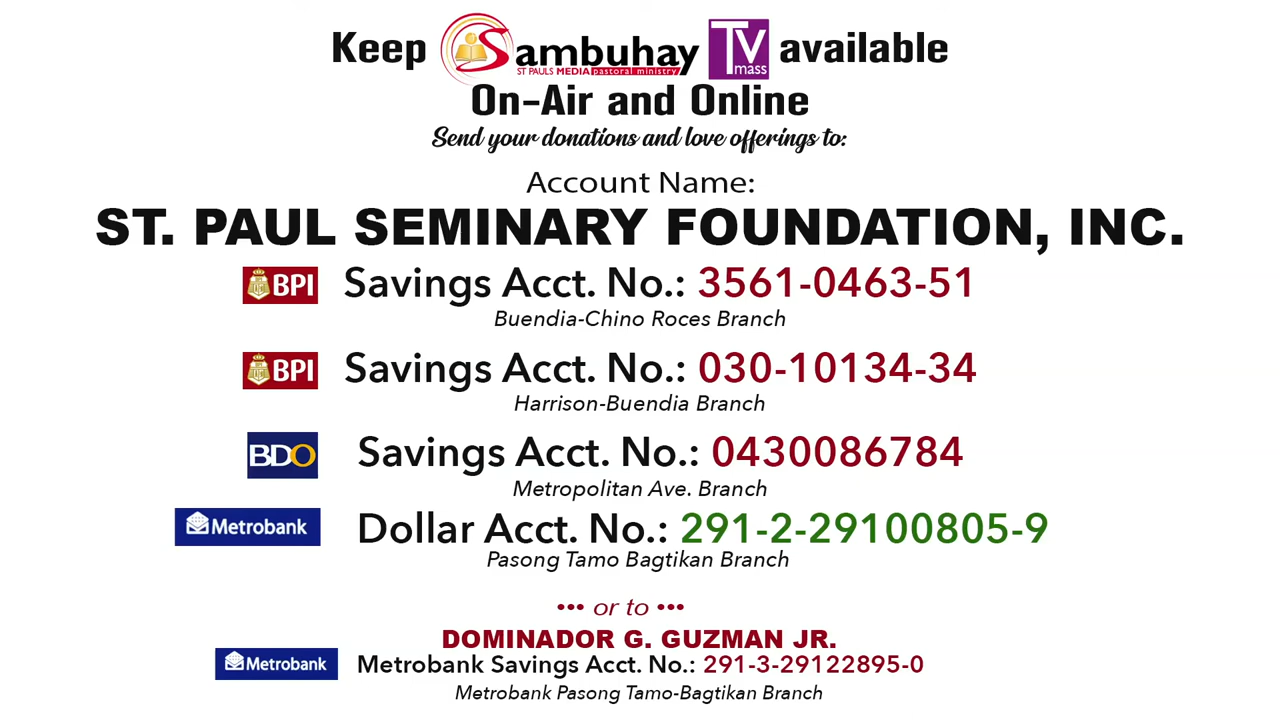 Keep Sambuhay TV mass available
ST PAULS MEDIA pastoral ministry
On-Air and Online
Send your donations and love offerings to:
Account Name:
ST. PAUL SEMINARY FOUNDATION, INC.
BPI Savings Acct. No.: 3561-0463-51
Buendia-Chino Roces Branch
BPI Savings Acct. No.: 030-10134-34
Harrison-Buendia Branch
BDO Savings Acct. No.: 0430086784
Metropolitan Ave. Branch
Metrobank Dollar Acct. No.: 291-2-29100805-9
Pasong Tamo Bagtikan Branch
••• or to •••
DOMINADOR G. GUZMAN JR.
Metrobank Metrobank Savings Acct. No.: 291-3-29122895-0
Metrobank Pasong Tamo-Bagtikan Branch